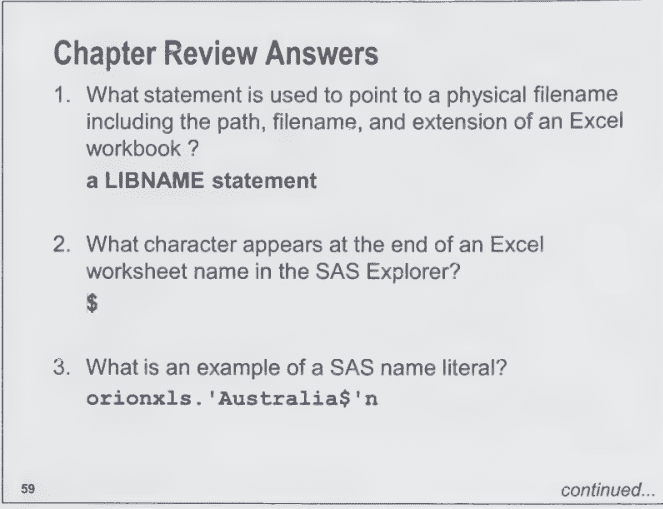 Chapter Review Answers
1. What statement is used to point to a physical filename
including the path, filename, and extension of an Excel
workbook ?
a LIBNAME statement
2. What character appears at the end of an Excel
worksheet name in the SAS Explorer?
$
3. What is an example of a SAS name literal?
orionxls.'Australia$'n
59
continued...